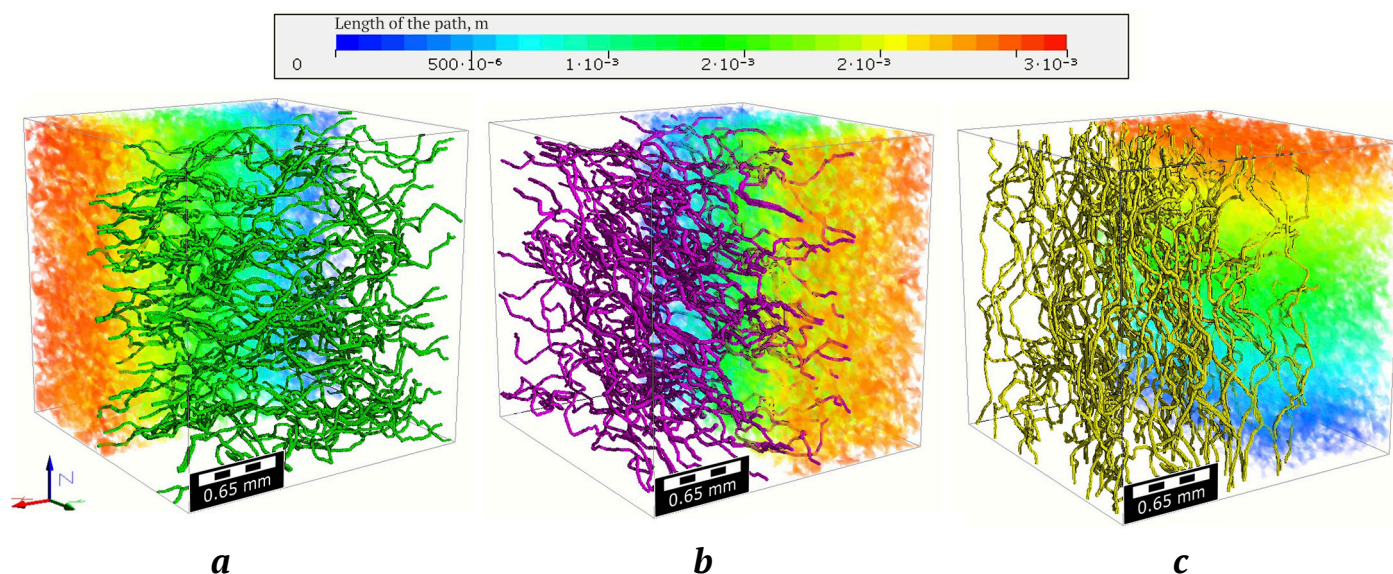 Length of the path, m
0 500·10⁻⁶ 1·10⁻³ 2·10⁻³ 2·10⁻³ 3·10⁻³
Z
0.65 mm
0.65 mm
0.65 mm
a b c